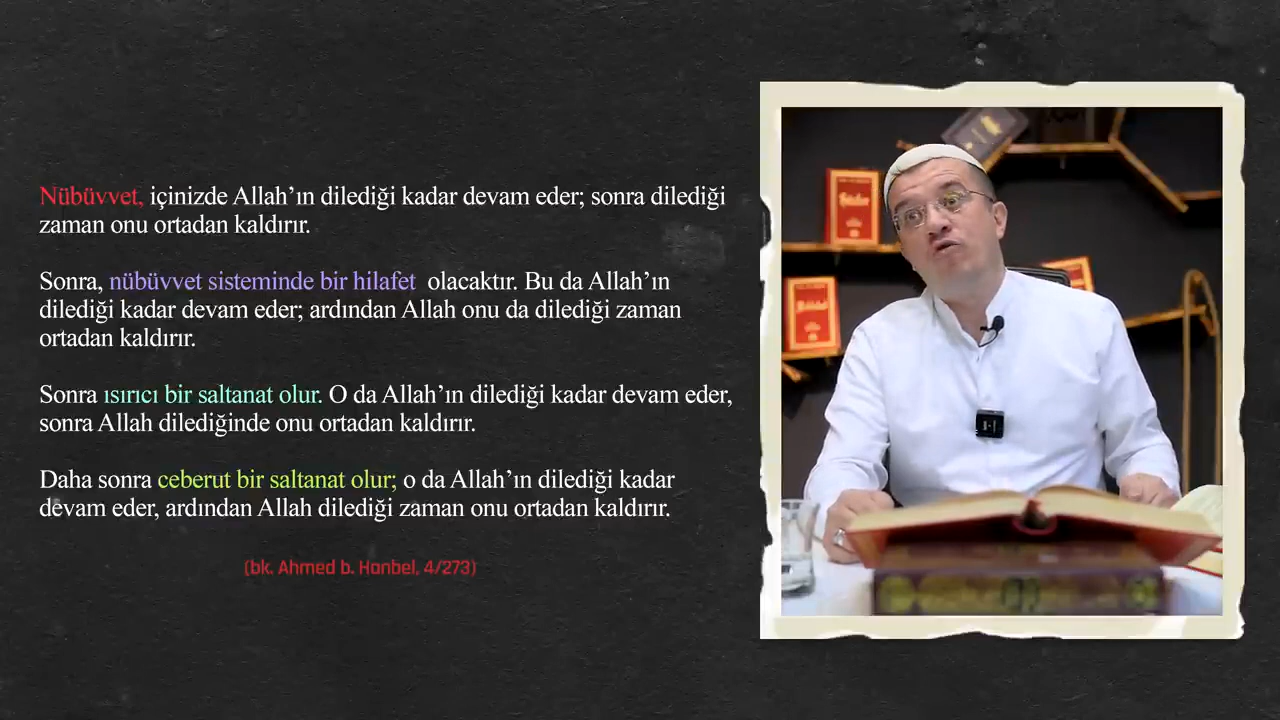 Nübüvvet, içinizde Allah’ın dilediği kadar devam eder; sonra dilediği
zaman onu ortadan kaldırır.
Sonra, nübüvvet sisteminde bir hilafet olacaktır. Bu da Allah’ın
dilediği kadar devam eder; ardından Allah onu da dilediği zaman
ortadan kaldırır.
Sonra ısırıcı bir saltanat olur. O da Allah’ın dilediği kadar devam eder,
sonra Allah dilediğinde onu ortadan kaldırır.
Daha sonra ceberut bir saltanat olur; o da Allah’ın dilediği kadar
devam eder, ardından Allah dilediği zaman onu ortadan kaldırır.
(bk. Ahmed b. Hanbel, 4/273)